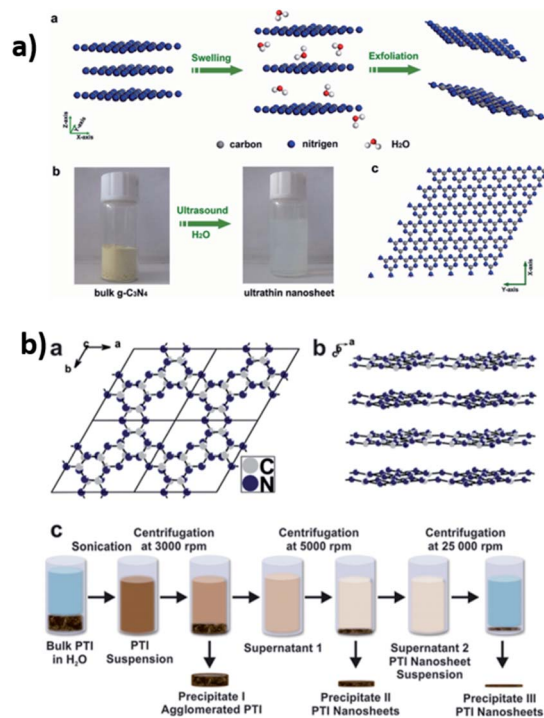 a)
a
Swelling
Exfoliation
Z-axis
Y-axis
X-axis
carbon
nitrigen
H₂O
b
c
Ultrasound
H₂O
bulk g-C₃N₄
ultrathin nanosheet
X-axis
Y-axis
b)
a
c
a
b
C
N
b
b
a
c
c
Sonication
Centrifugation
at 3000 rpm
Centrifugation
at 5000 rpm
Centrifugation
at 25 000 rpm
Bulk PTI
in H₂O
PTI
Suspension
Supernatant 1
Supernatant 2
PTI Nanosheet
Suspension
Precipitate I
Agglomerated PTI
Precipitate II
PTI Nanosheets
Precipitate III
PTI Nanosheets